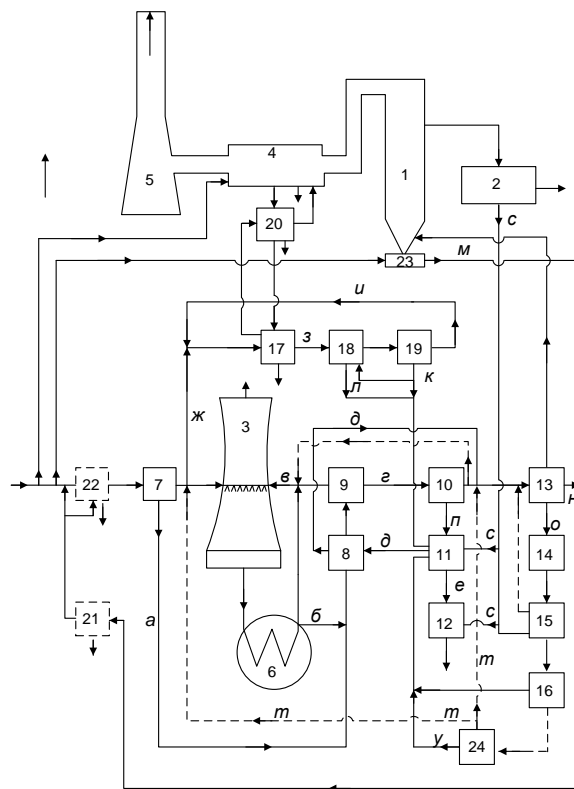 4
1
5
2
20
с
23
м
и
17
з
18
19
л
к
ж
3
д
22
7
в
9
г
10
13
н
п
о
8
д
11
с
14
е
21
а
б
12
с
15
6
т
16
т
т
у
24